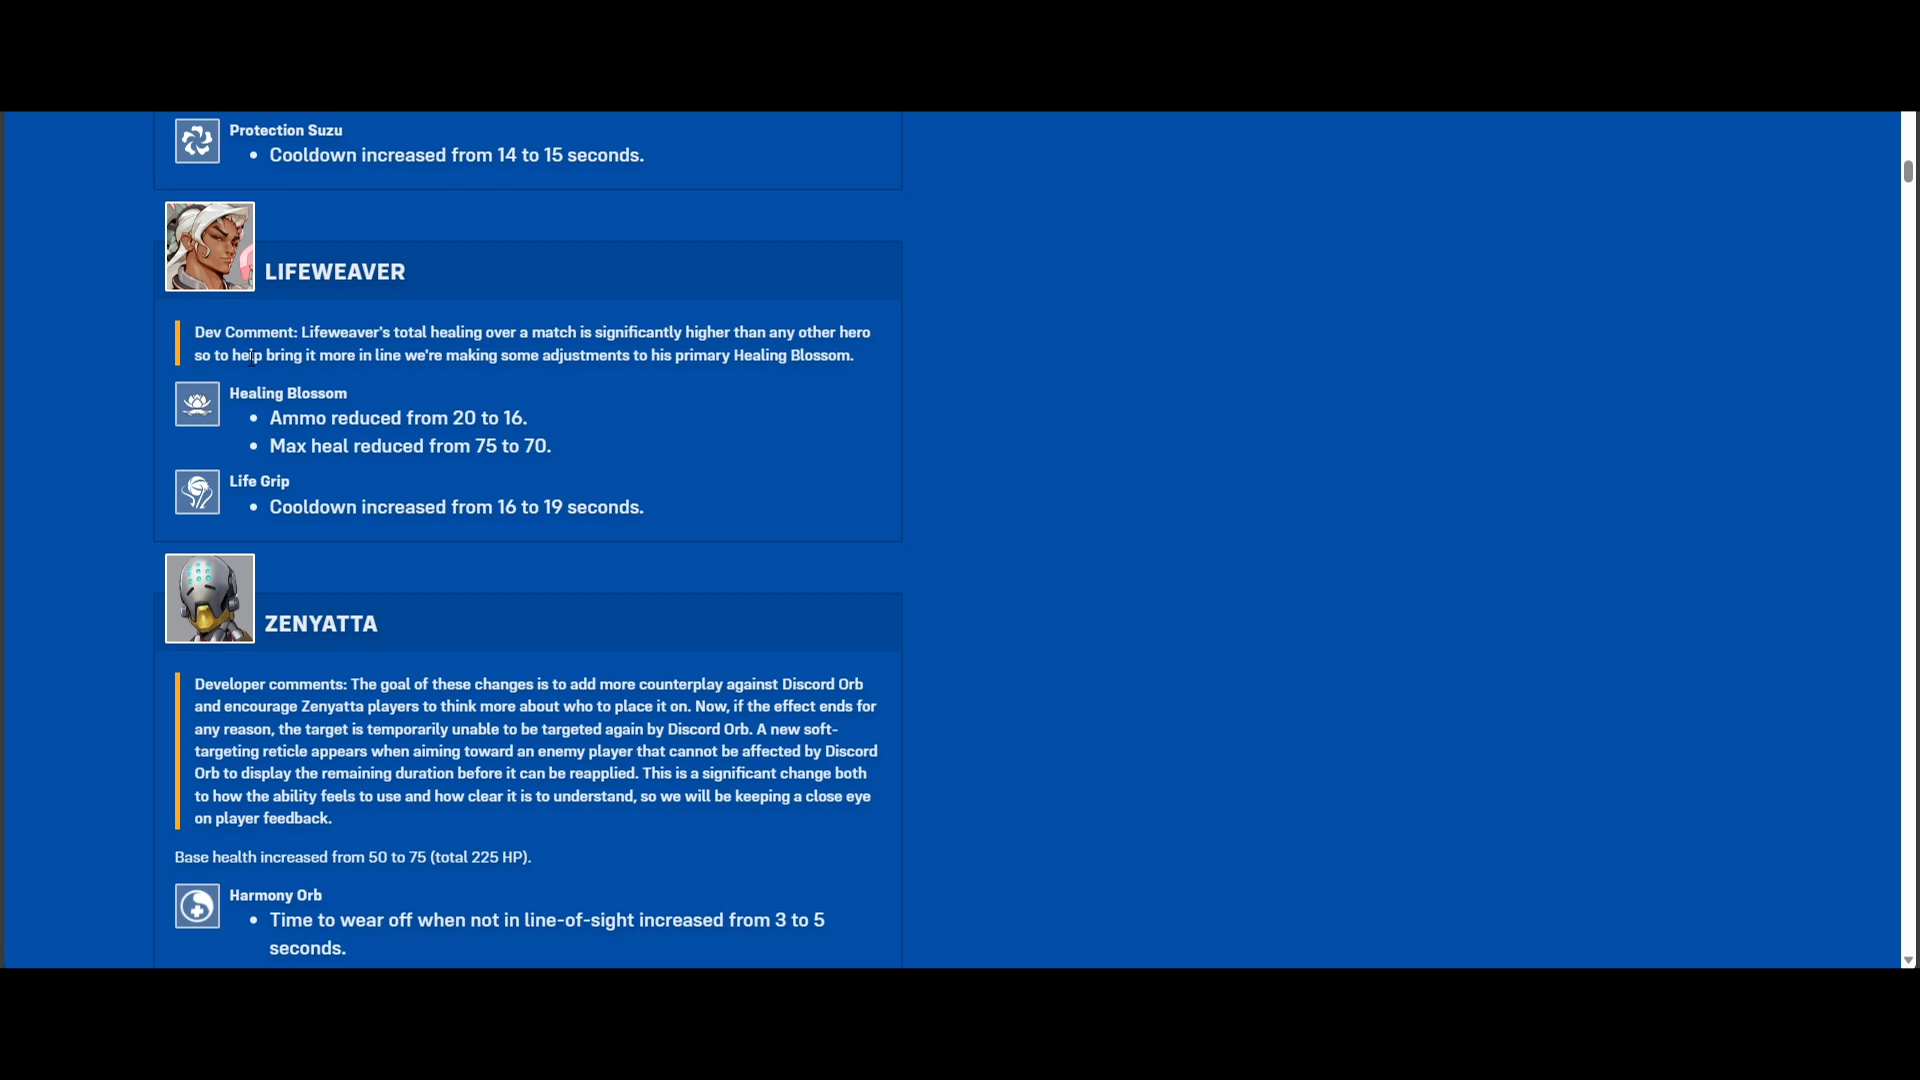 Protection Suzu
• Cooldown increased from 14 to 15 seconds.
LIFEWEAVER
Dev Comment: Lifeweaver's total healing over a match is significantly higher than any other hero
so to help bring it more in line we're making some adjustments to his primary Healing Blossom.
Healing Blossom
• Ammo reduced from 20 to 16.
• Max heal reduced from 75 to 70.
Life Grip
• Cooldown increased from 16 to 19 seconds.
ZENYATTA
Developer comments: The goal of these changes is to add more counterplay against Discord Orb
and encourage Zenyatta players to think more about who to place it on. Now, if the effect ends for
any reason, the target is temporarily unable to be targeted again by Discord Orb. A new soft-
targeting reticle appears when aiming toward an enemy player that cannot be affected by Discord
Orb to display the remaining duration before it can be reapplied. This is a significant change both
to how the ability feels to use and how clear it is to understand, so we will be keeping a close eye
on player feedback.
Base health increased from 50 to 75 (total 225 HP).
Harmony Orb
• Time to wear off when not in line-of-sight increased from 3 to 5
seconds.